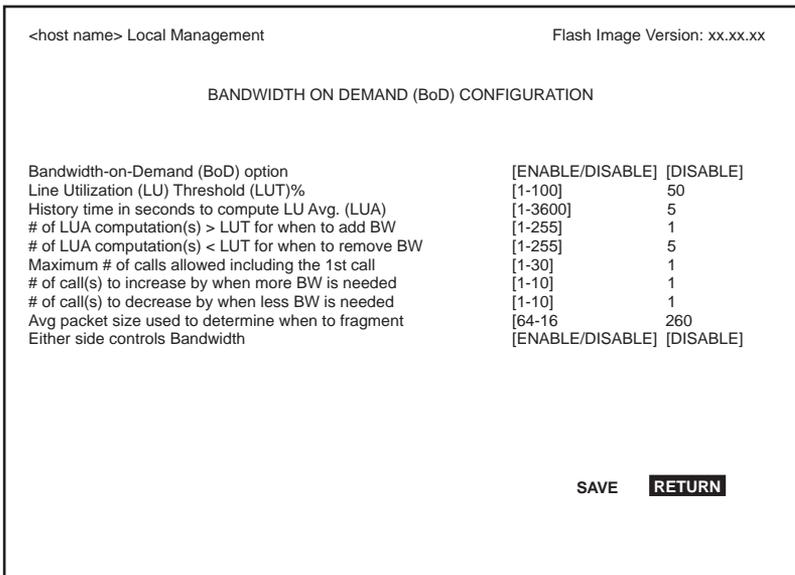 <host name> Local Management Flash Image Version: xx.xx.xx
BANDWIDTH ON DEMAND (BoD) CONFIGURATION
Bandwidth-on-Demand (BoD) option [ENABLE/DISABLE] [DISABLE]
Line Utilization (LU) Threshold (LUT)% [1-100] 50
History time in seconds to compute LU Avg. (LUA) [1-3600] 5
# of LUA computation(s) > LUT for when to add BW [1-255] 1
# of LUA computation(s) < LUT for when to remove BW [1-255] 5
Maximum # of calls allowed including the 1st call [1-30] 1
# of call(s) to increase by when more BW is needed [1-10] 1
# of call(s) to decrease by when less BW is needed [1-10] 1
Avg packet size used to determine when to fragment [64-16 260
Either side controls Bandwidth [ENABLE/DISABLE] [DISABLE]
SAVE RETURN